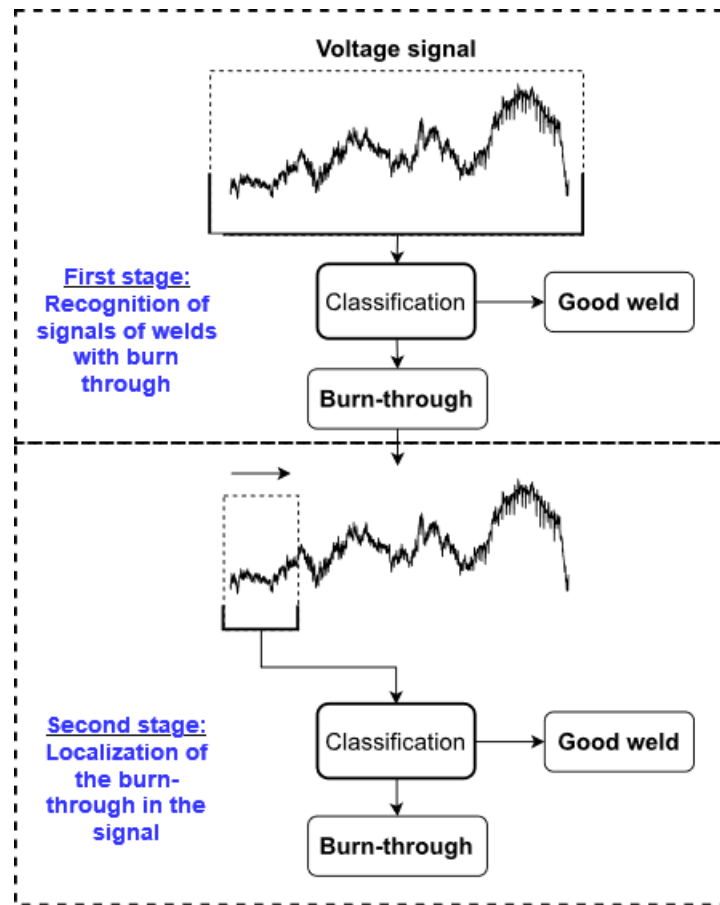 Voltage signal
First stage:
Recognition of
signals of welds
with burn
through
Classification
Good weld
Burn-through
Second stage:
Localization of
the burn-
through in the
signal
Classification
Good weld
Burn-through